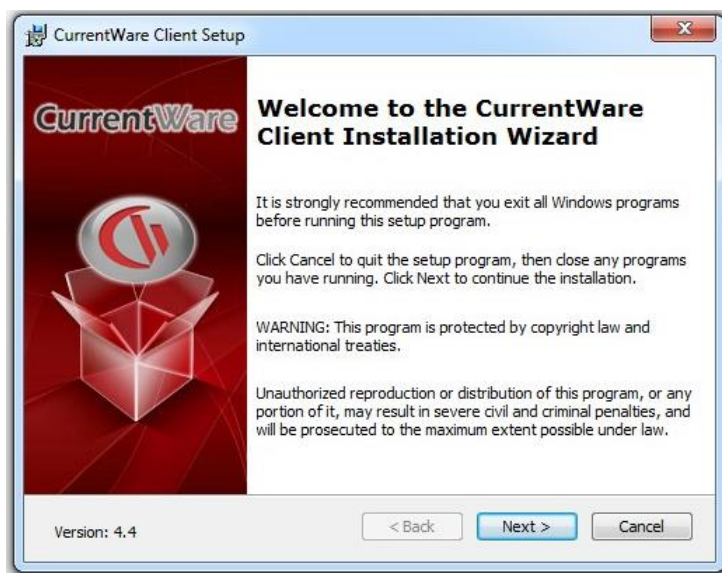 CurrentWare Client Setup
CurrentWare
Welcome to the CurrentWare
Client Installation Wizard
It is strongly recommended that you exit all Windows programs
before running this setup program.
Click Cancel to quit the setup program, then close any programs
you have running. Click Next to continue the installation.
WARNING: This program is protected by copyright law and
international treaties.
Unauthorized reproduction or distribution of this program, or any
portion of it, may result in severe civil and criminal penalties, and
will be prosecuted to the maximum extent possible under law.
Version: 4.4
< Back
Next >
Cancel